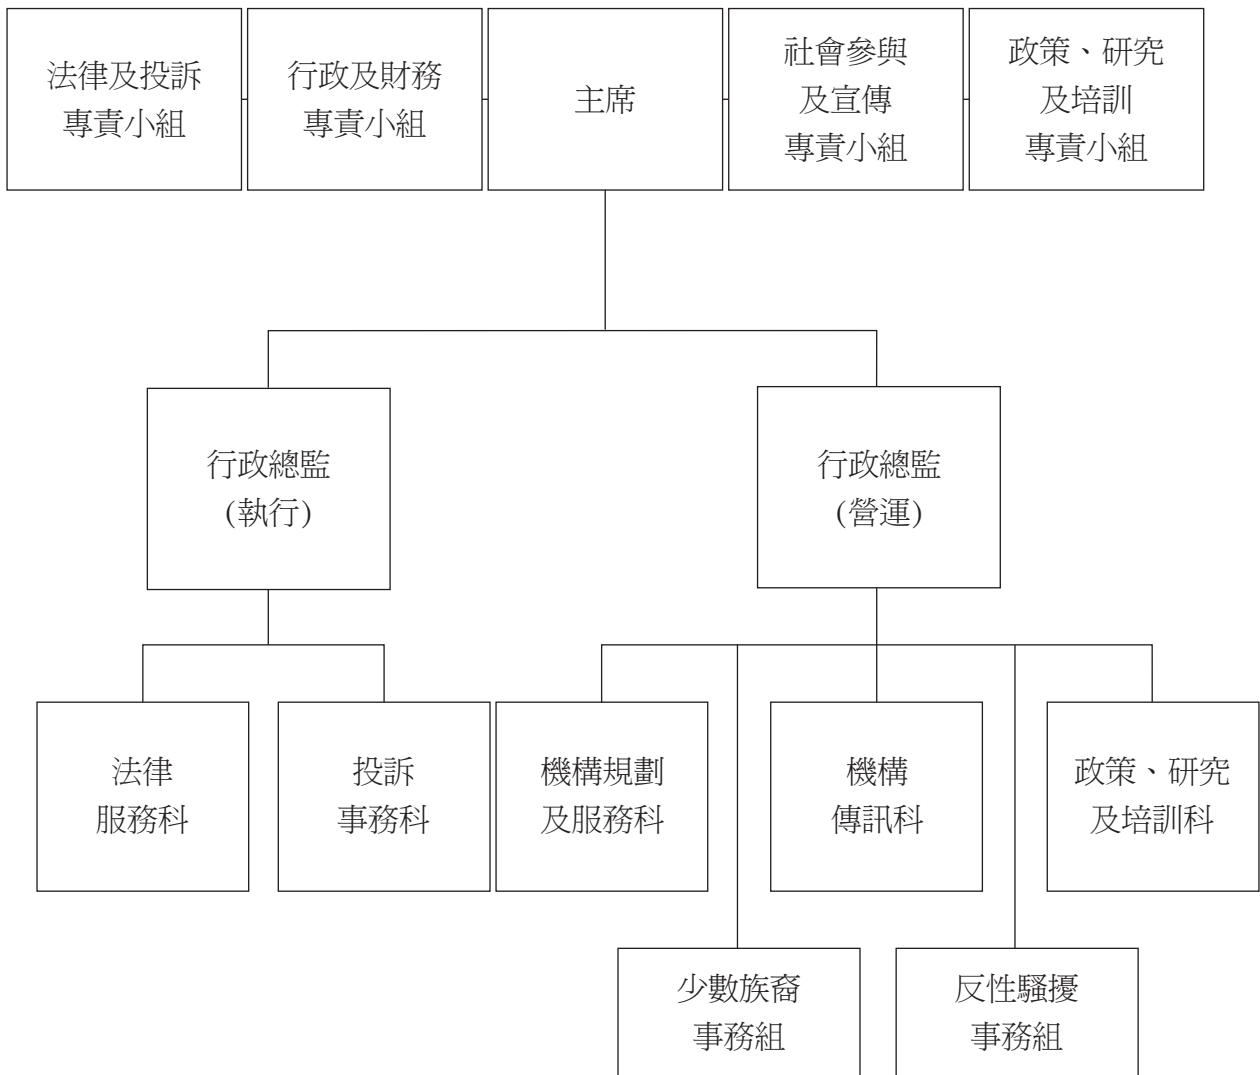 法律及投訴
專責小組
行政及財務
專責小組
主席
社會參與
及宣傳
專責小組
政策、研究
及培訓
專責小組
行政總監
(執行)
行政總監
(營運)
法律
服務科
投訴
事務科
機構規劃
及服務科
機構
傳訊科
政策、研究
及培訓科
少數族裔
事務組
反性騷擾
事務組